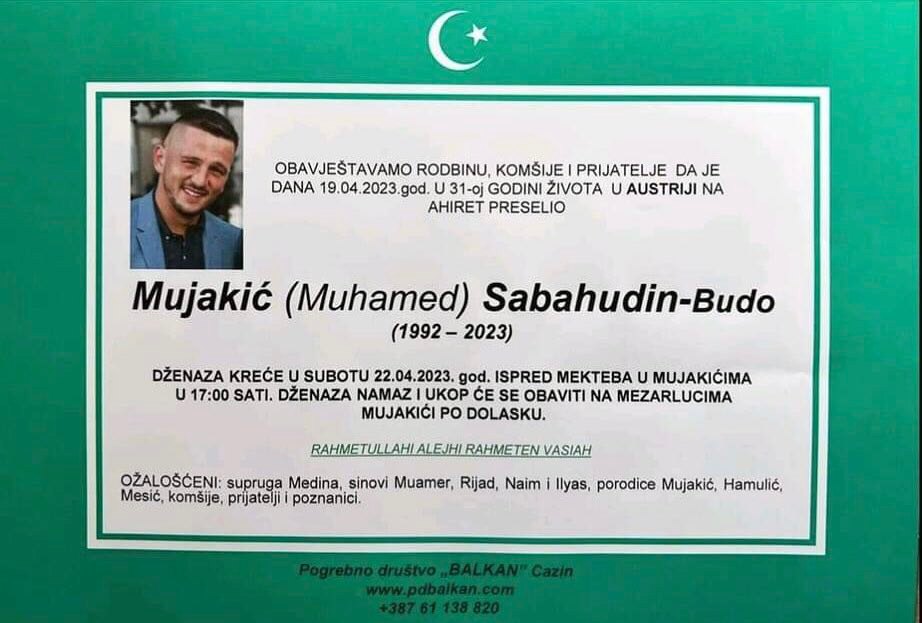 OBAVJEŠTAVAMO RODBINU, KOMŠIJE I PRIJATELJE DA JE
DANA 19.04.2023.god. U 31-oj GODINI ŽIVOTA U AUSTRIJI NA
AHIRET PRESELIO
Mujakić (Muhamed) Sabahudin-Budo
(1992 – 2023)
DŽENAZA KREĆE U SUBOTU 22.04.2023. god. ISPRED MEKTEBA U MUJAKIĆIMA
U 17:00 SATI. DŽENAZA NAMAZ I UKOP ĆE SE OBAVITI NA MEZARLUCIMA
MUJAKIĆI PO DOLASKU.
RAHMETULLAHI ALEJHI RAHMETEN VASIAH
OŽALOŠĆENI: supruga Medina, sinovi Muamer, Rijad, Naim i Ilyas, porodice Mujakić, Hamulić,
Mesić, komšije, prijatelji i poznanici.
Pogrebno društvo „BALKAN" Cazin
www.pdbalkan.com
+387 61 138 820